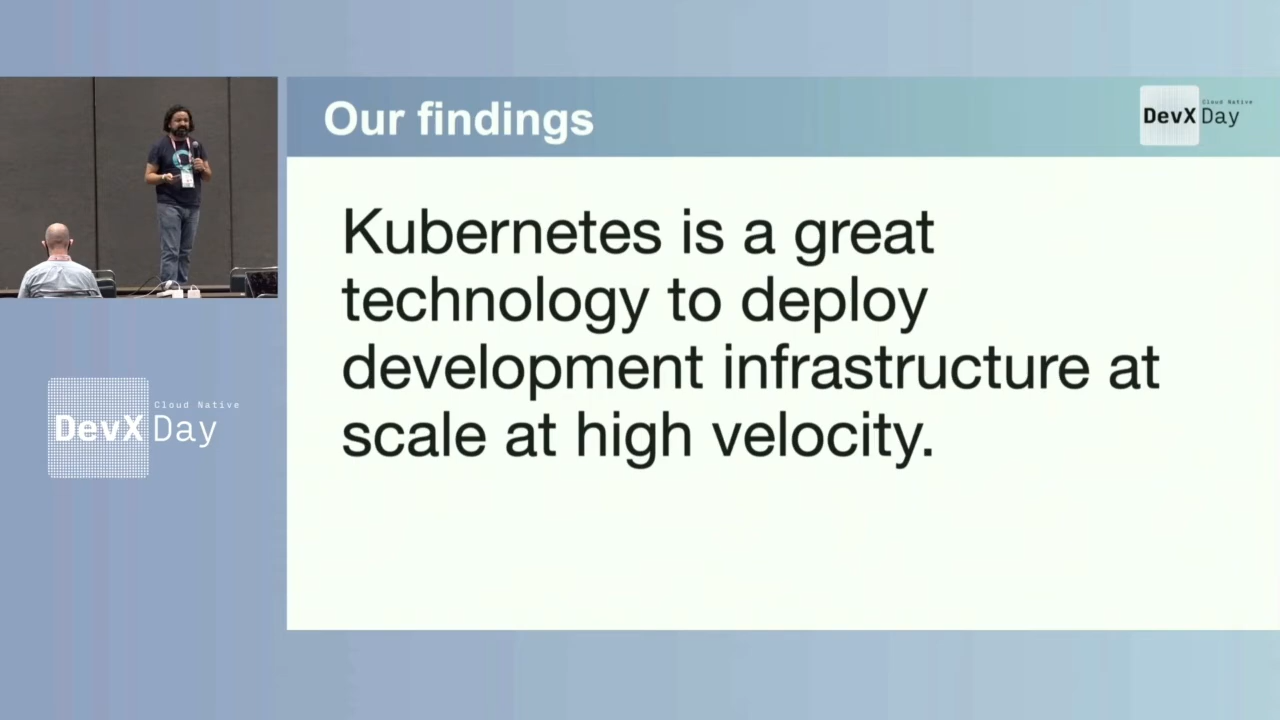 Our findings
Cloud Native
DevX Day
Kubernetes is a great
technology to deploy
development infrastructure at
scale at high velocity.
Cloud Native
DevX Day